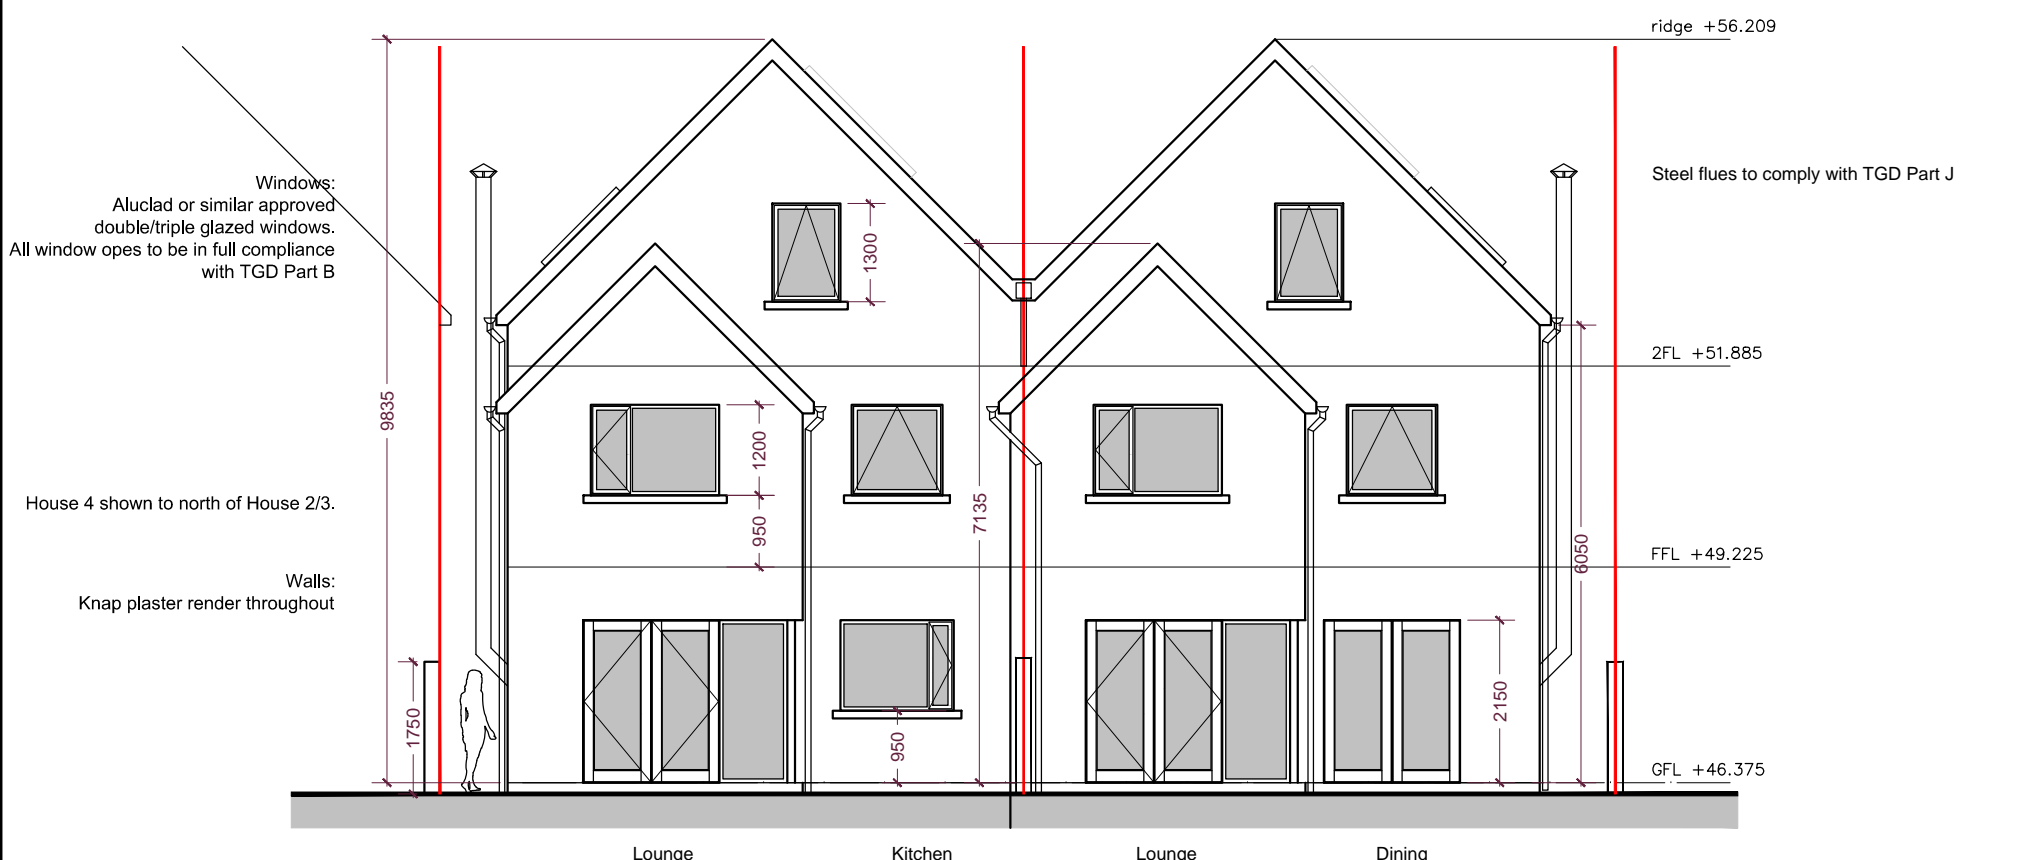 ridge +56.209
Windows:
Aluclad or similar approved
double/triple glazed windows.
All window opes to be in full compliance
with TGD Part B
Steel flues to comply with TGD Part J
1300
2FL +51.885
9835
1200
950
7135
House 4 shown to north of House 2/3.
FFL +49.225
6050
Walls:
Knap plaster render throughout
1750
950
2150
GFL +46.375
Lounge
Kitchen
Lounge
Dining